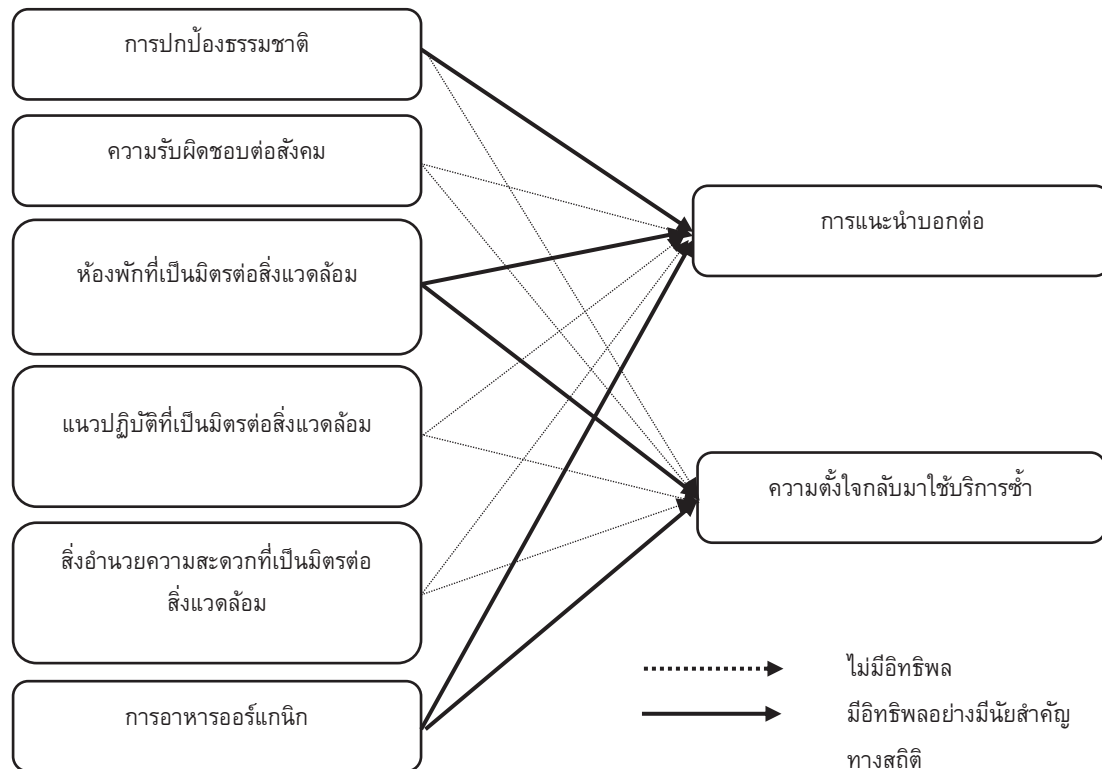 การปกป้องธรรมชาติ
ความรับผิดชอบต่อสังคม
ห้องพักที่เป็นมิตรต่อสิ่งแวดล้อม
แนวปฏิบัติที่เป็นมิตรต่อสิ่งแวดล้อม
สิ่งอำนวยความสะดวกที่เป็นมิตรต่อ
สิ่งแวดล้อม
การอาหารออร์แกนิก
การแนะนำบอกต่อ
ความตั้งใจกลับมาใช้บริการซ้ำ
ไม่มีอิทธิพล
มีอิทธิพลอย่างมีนัยสำคัญ
ทางสถิติ